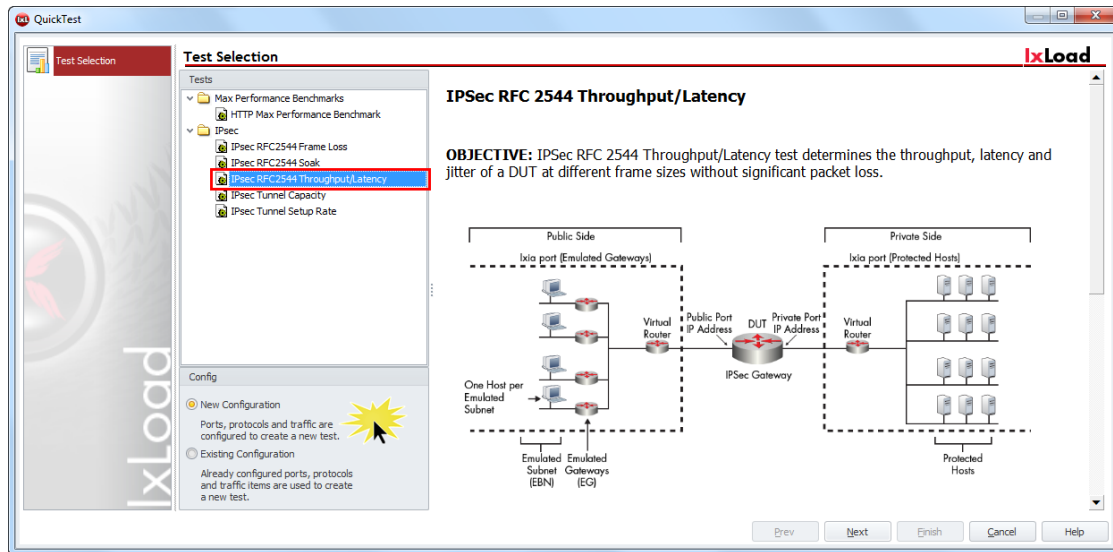 QuickTest
Test Selection
Test Selection
IxLoad
Tests
Max Performance Benchmarks
HTTP Max Performance Benchmark
IPsec
IPsec RFC2544 Frame Loss
IPsec RFC2544 Soak
IPsec RFC2544 Throughput/Latency
IPsec Tunnel Capacity
IPsec Tunnel Setup Rate
Config
New Configuration
Ports, protocols and traffic are
configured to create a new test.
Existing Configuration
Already configured ports, protocols
and traffic items are used to create
a new test.
IxLoad
IPSec RFC 2544 Throughput/Latency
OBJECTIVE: IPSec RFC 2544 Throughput/Latency test determines the throughput, latency and
jitter of a DUT at different frame sizes without significant packet loss.
Public Side
Private Side
Ixia port (Emulated Gateways)
Ixia port (Protected Hosts)
Virtual
Router
Public Port
IP Address
DUT
Private Port
IP Address
Virtual
Router
IPSec Gateway
One Host per
Emulated
Subnet
Emulated
Subnet
(EBN)
Emulated
Gateways
(EG)
Protected
Hosts
Prev
Next
Finish
Cancel
Help